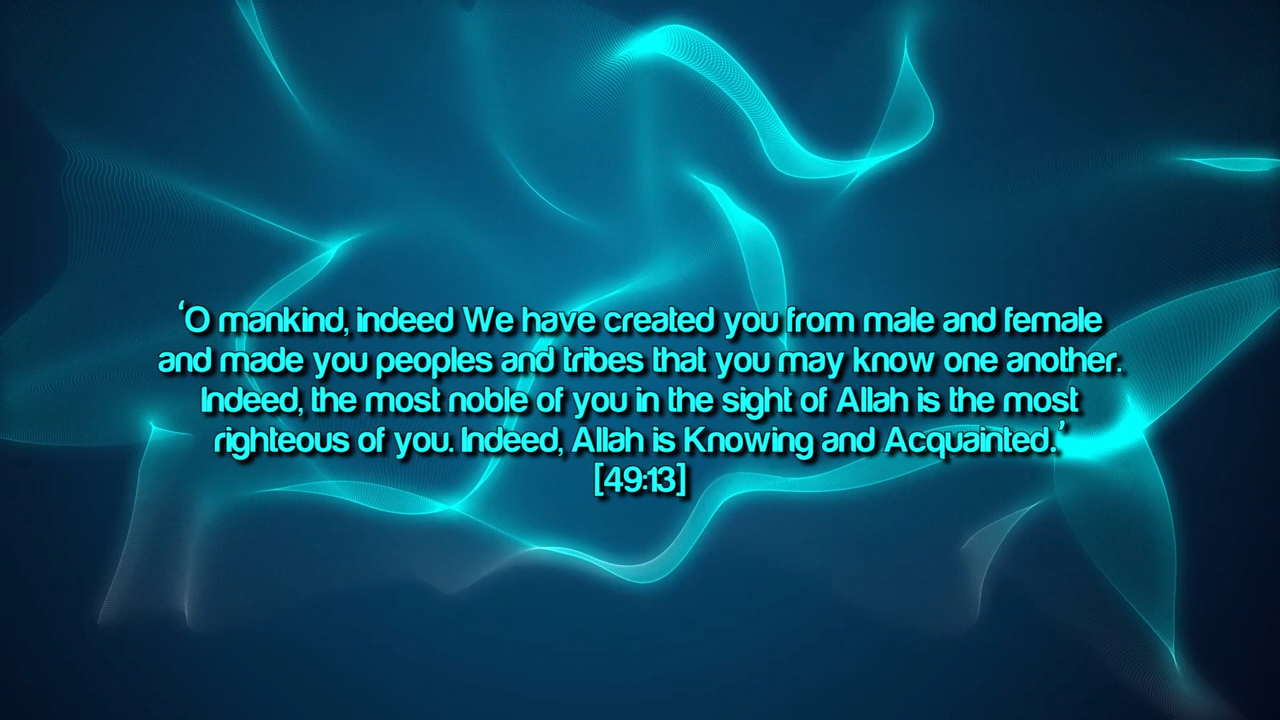 ‘O mankind, indeed We have created you from male and female
and made you peoples and tribes that you may know one another.
Indeed, the most noble of you in the sight of Allah is the most
righteous of you. Indeed, Allah is Knowing and Acquainted.’
[49:13]